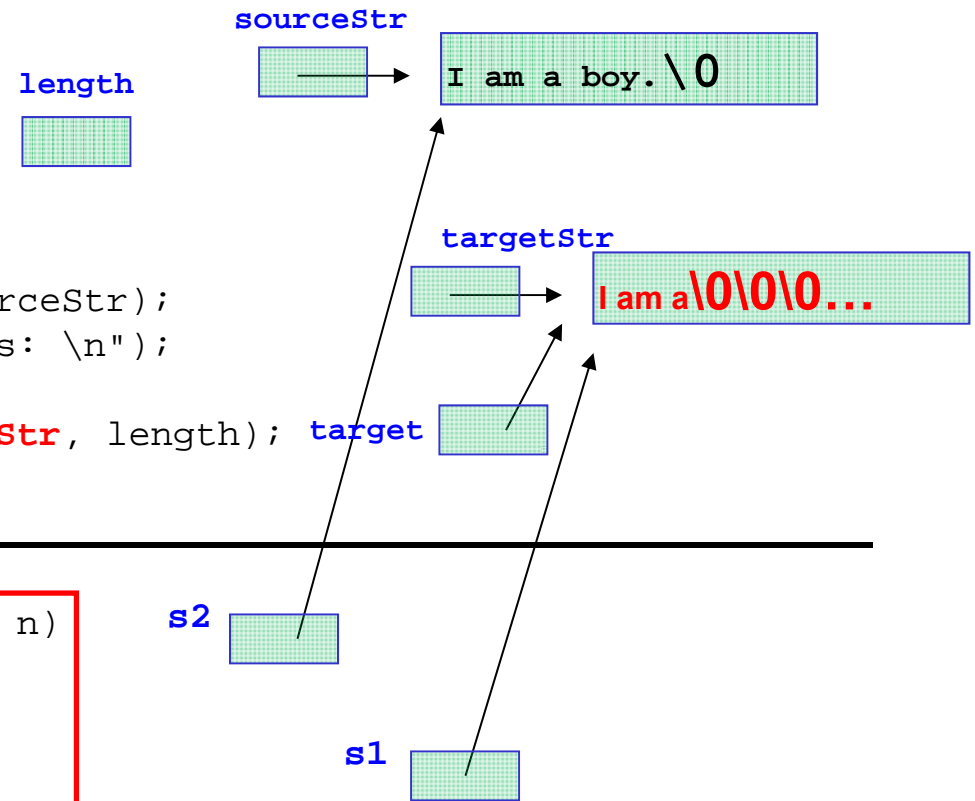 sourceStr
length
I am a boy.\0
targetStr
rceStr);
I am a\0\0\0...
s: \n");
Str, length);
target
n)
s2
s1